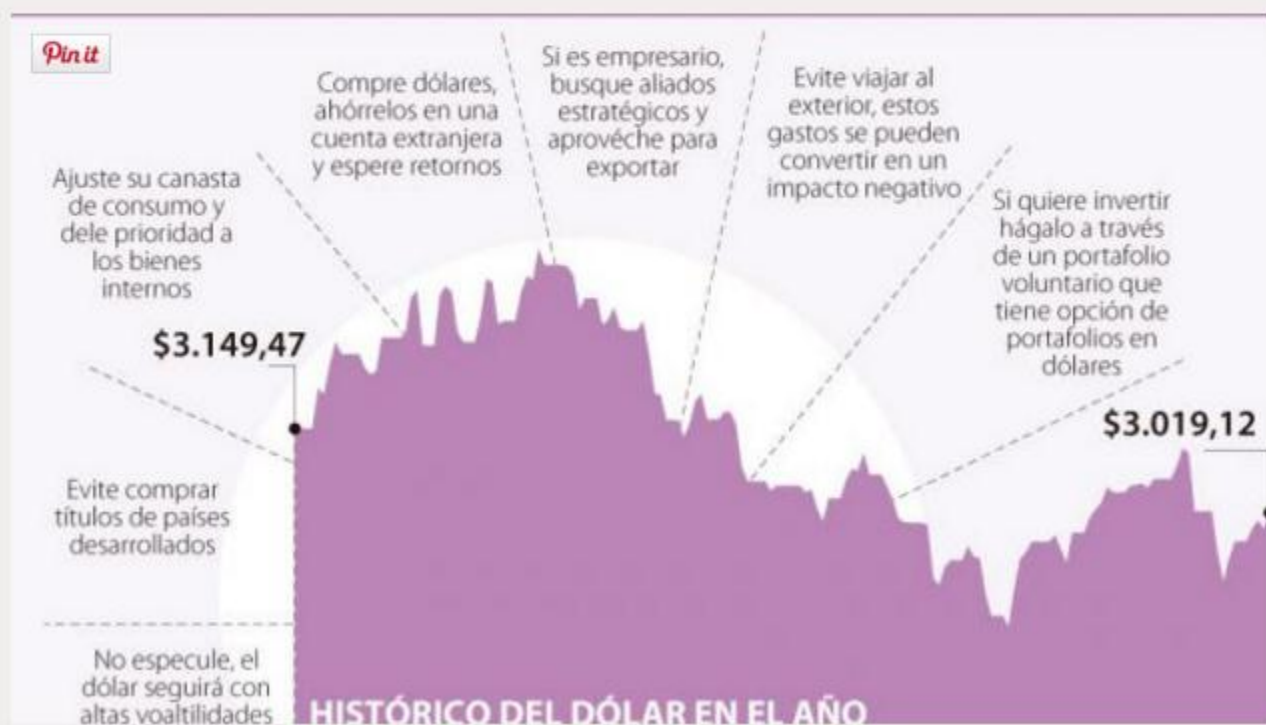 Pin it
Compre dólares,
ahórrelos en una
cuenta extranjera
y espere retornos
Si es empresario,
busque aliados
estratégicos y
aprovéche para
exportar
Evite viajar al
exterior, estos
gastos se pueden
convertir en un
impacto negativo
Ajuste su canasta
de consumo y
dele prioridad a
los bienes
internos
Si quiere invertir
hágalo a través
de un portafolio
voluntario que
tiene opción de
portafolios en
dólares
$3.149,47
$3.019,12
Evite comprar
títulos de países
desarrollados
No especule, el
dólar seguirá con
altas voaltilidades
HISTÓRICO DEL DÓLAR EN EL AÑO